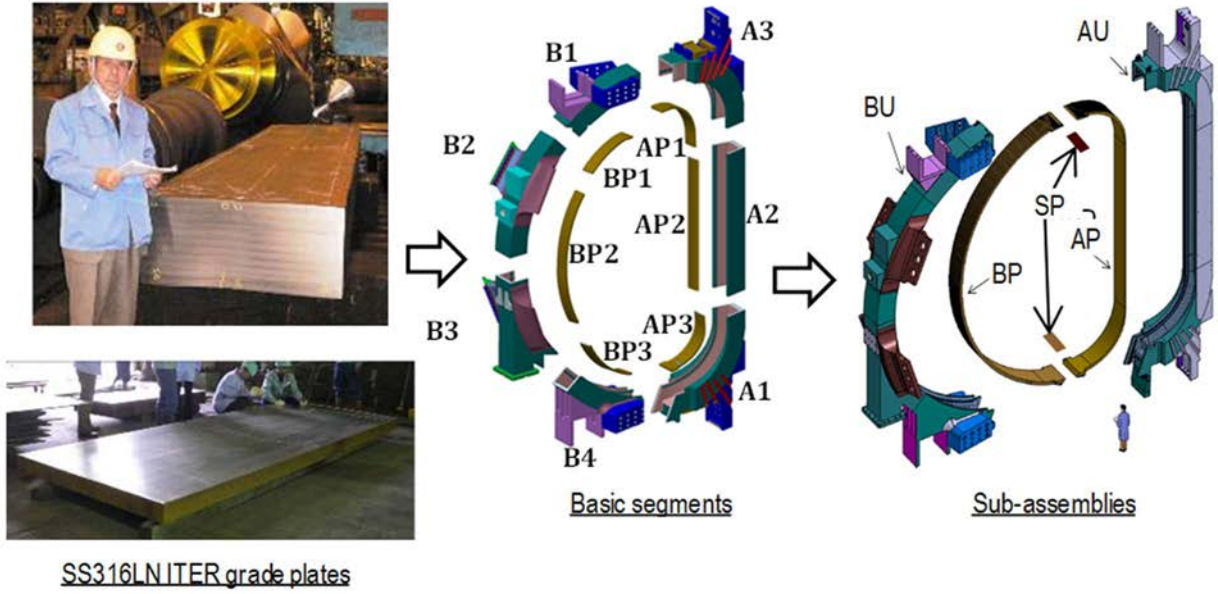 B1
A3
B2
AP1
BP1
AP2
A2
BP2
B3
AP3
BP3
A1
B4
Basic segments
AU
BU
SP
AP
BP
Sub-assemblies
SS316LN ITER grade plates